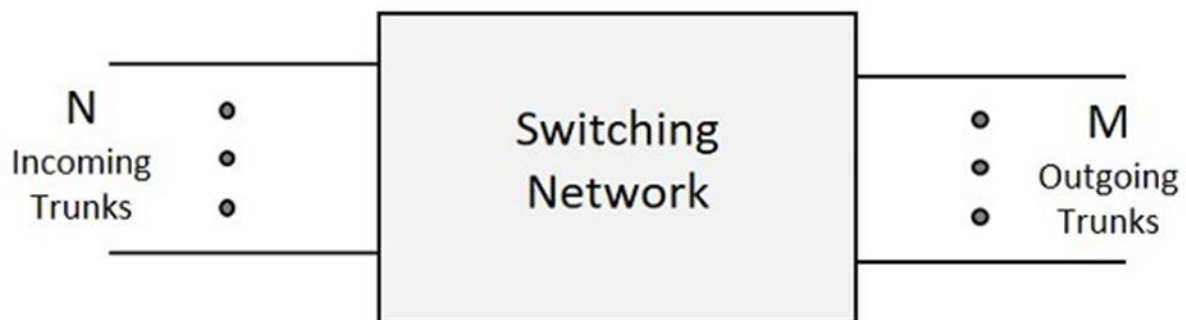 N
Incoming
Trunks
Switching
Network
M
Outgoing
Trunks